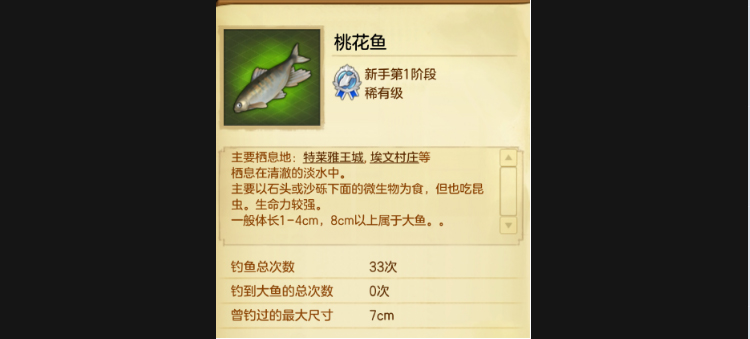 桃花鱼
新手第1阶段
稀有级
主要栖息地：特莱雅王城, 埃文村庄等
栖息在清澈的淡水中。
主要以石头或沙砾下面的微生物为食，但也吃昆
虫。生命力较强。
一般体长1-4cm，8cm以上属于大鱼。。
钓鱼总次数 33次
钓到大鱼的总次数 0次
曾钓过的最大尺寸 7cm